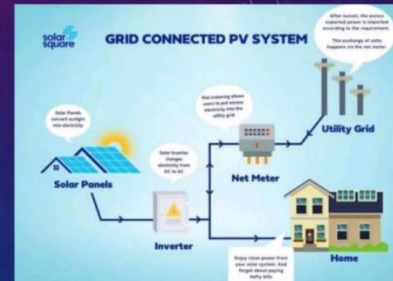 solar
square
GRID CONNECTED PV SYSTEM
After sunset, the excess
exported power is imported
according to the requirement.
This exchange of units
happens via the net meter.
Net metering allows
users to put excess
electricity into the
utility grid
Utility Grid
Solar Panels
convert sunlight
into electricity
Solar Inverter
changes
electricity from
DC to AC
Net Meter
Solar Panels
Inverter
Enjoy clean power from
your solar system. And
forget about paying
hefty bills
Home